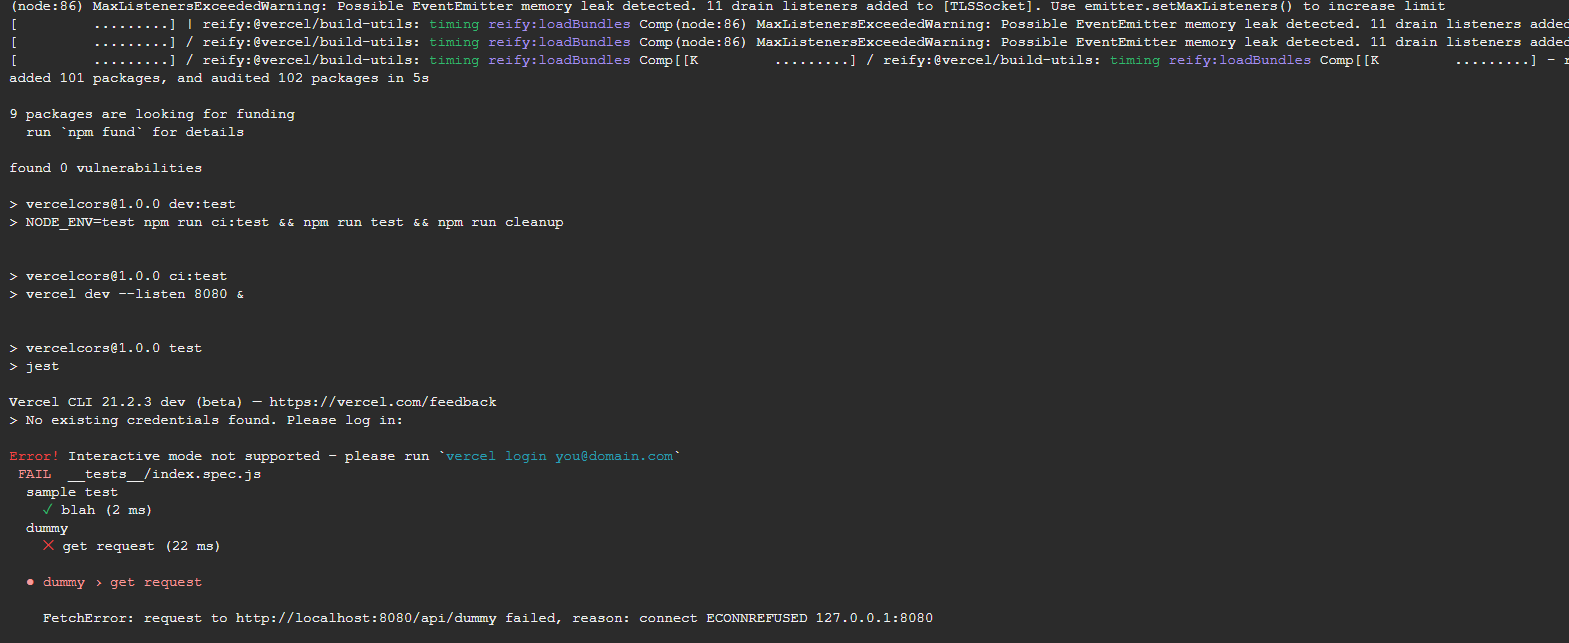 (node:86) MaxListenersExceededWarning: Possible EventEmitter memory leak detected. 11 drain listeners added to [TLSSocket]. Use emitter.setMaxListeners() to increase limit
[         .........] | reify:@vercel/build-utils: timing reify:loadBundles Comp(node:86) MaxListenersExceededWarning: Possible EventEmitter memory leak detected. 11 drain listeners added
[         .........] / reify:@vercel/build-utils: timing reify:loadBundles Comp(node:86) MaxListenersExceededWarning: Possible EventEmitter memory leak detected. 11 drain listeners added
[         .........] / reify:@vercel/build-utils: timing reify:loadBundles Comp[[K         .........] / reify:@vercel/build-utils: timing reify:loadBundles Comp[[K         .........] - r
added 101 packages, and audited 102 packages in 5s
9 packages are looking for funding
run `npm fund` for details
found 0 vulnerabilities
> vercelcors@1.0.0 dev:test
> NODE_ENV=test npm run ci:test && npm run test && npm run cleanup
> vercelcors@1.0.0 ci:test
> vercel dev --listen 8080 &
> vercelcors@1.0.0 test
> jest
Vercel CLI 21.2.3 dev (beta) — https://vercel.com/feedback
> No existing credentials found. Please log in:
Error! Interactive mode not supported – please run `vercel login you@domain.com`
FAIL __tests__/index.spec.js
sample test
✓ blah (2 ms)
dummy
✕ get request (22 ms)
● dummy › get request
FetchError: request to http://localhost:8080/api/dummy failed, reason: connect ECONNREFUSED 127.0.0.1:8080